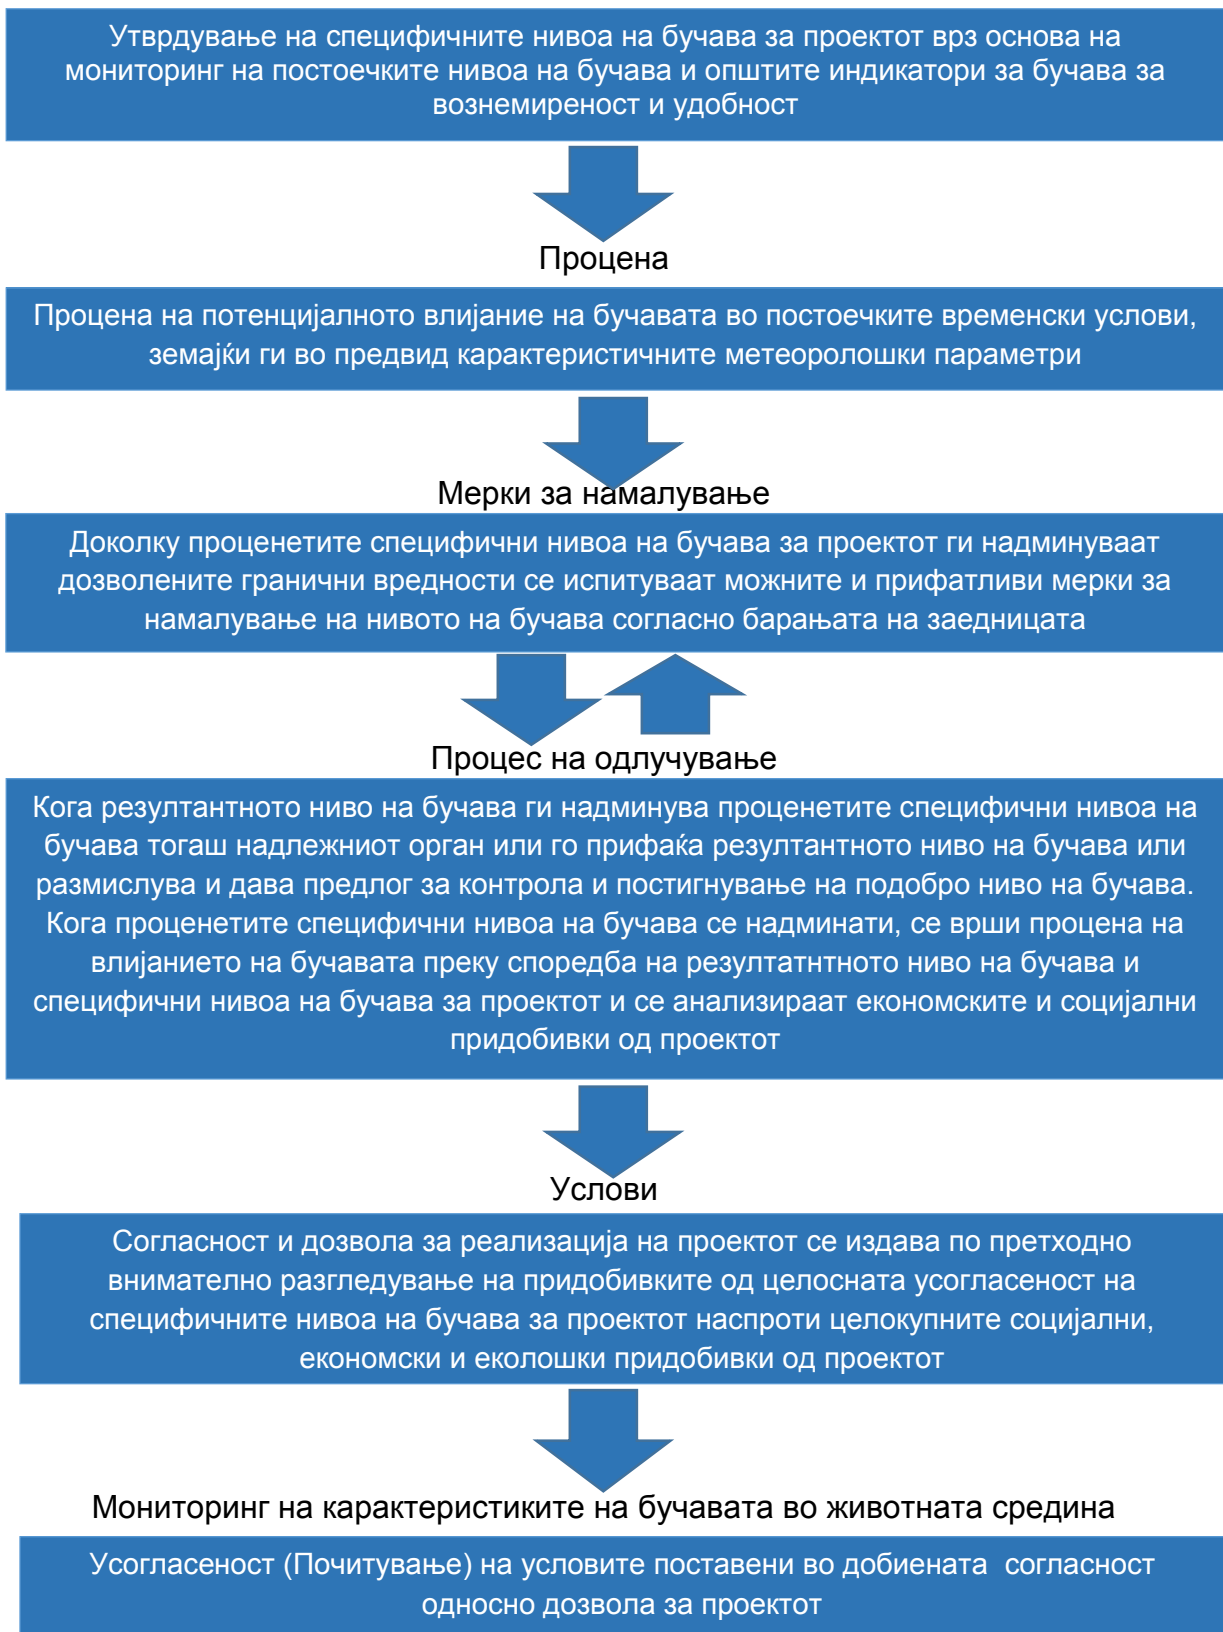 Утврдување на специфичните нивоа на бучава за проектот врз основа на
мониторинг на постоечките нивоа на бучава и општите индикатори за бучава за
вознемиреност и удобност
Процена
Процена на потенцијалното влијание на бучавата во постоечките временски услови,
земајќи ги во предвид карактеристичните метеоролошки параметри
Мерки за намалување
Доколку проценетите специфични нивоа на бучава за проектот ги надминуваат
дозволените гранични вредности се испитуваат можните и прифатливи мерки за
намалување на нивото на бучава согласно барањата на заедницата
Процес на одлучување
Кога резултантното ниво на бучава ги надминува проценетите специфични нивоа на
бучава тогаш надлежниот орган или го прифаќа резултантното ниво на бучава или
размислува и дава предлог за контрола и постигнување на подобро ниво на бучава.
Кога проценетите специфични нивоа на бучава се надминати, се врши процена на
влијанието на бучавата преку споредба на резултатнтното ниво на бучава и
специфични нивоа на бучава за проектот и се анализираат економските и социјални
придобивки од проектот
Услови
Согласност и дозвола за реализација на проектот се издава по претходно
внимателно разгледување на придобивките од целосната усогласеност на
специфичните нивоа на бучава за проектот наспроти целокупните социјални,
економски и еколошки придобивки од проектот
Мониторинг на карактеристиките на бучавата во животната средина
Усогласеност (Почитување) на условите поставени во добиената согласност
односно дозвола за проектот